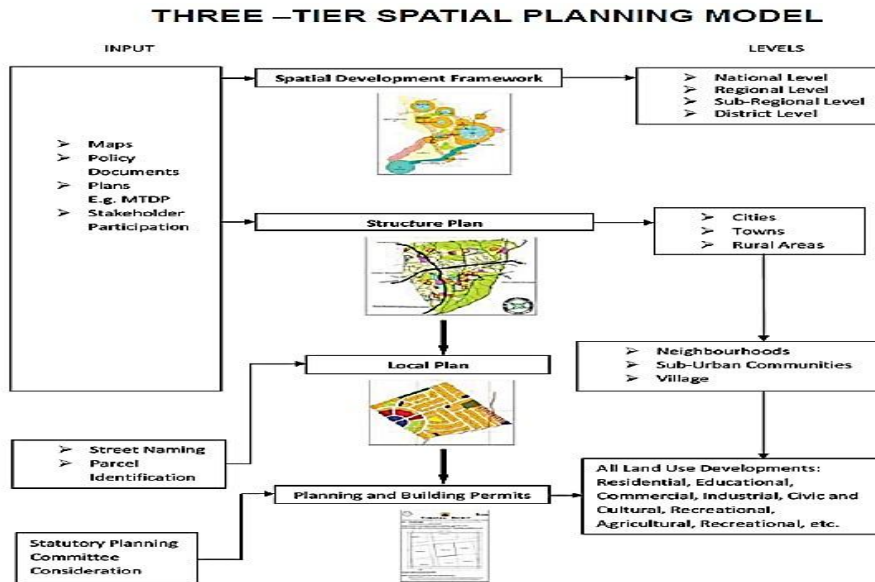 THREE –TIER SPATIAL PLANNING MODEL
INPUT
LEVELS
Spatial Development Framework
➢ National Level
➢ Regional Level
➢ Sub-Regional Level
➢ District Level
➢ Maps
➢ Policy
Documents
➢ Plans
E.g. MTDP
➢ Stakeholder
Participation
Structure Plan
➢ Cities
➢ Towns
➢ Rural Areas
Local Plan
➢ Neighbourhoods
➢ Sub-Urban Communities
➢ Village
➢ Street Naming
➢ Parcel
Identification
Planning and Building Permits
All Land Use Developments:
Residential, Educational,
Commercial, Industrial, Civic and
Cultural, Recreational,
Agricultural, Recreational, etc.
Statutory Planning
Committee
Consideration